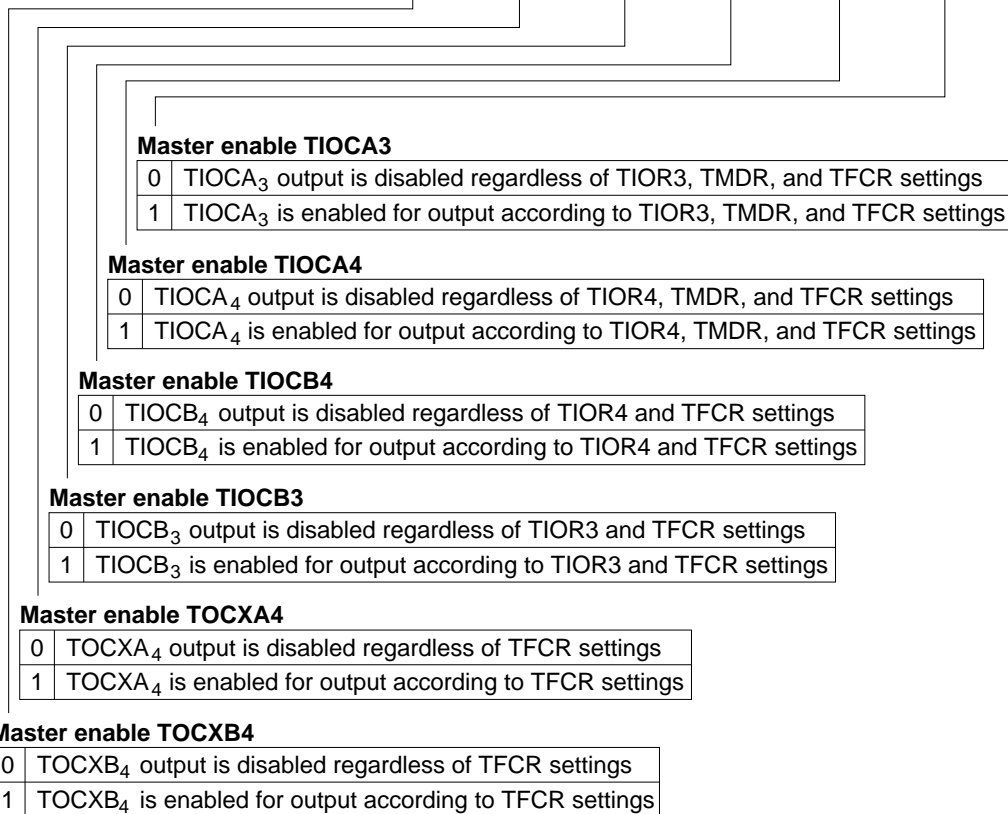 Master enable TIOCA3
0 TIOCA₃ output is disabled regardless of TIOR3, TMDR, and TFCR settings
1 TIOCA₃ is enabled for output according to TIOR3, TMDR, and TFCR settings
Master enable TIOCA4
0 TIOCA₄ output is disabled regardless of TIOR4, TMDR, and TFCR settings
1 TIOCA₄ is enabled for output according to TIOR4, TMDR, and TFCR settings
Master enable TIOCB4
0 TIOCB₄ output is disabled regardless of TIOR4 and TFCR settings
1 TIOCB₄ is enabled for output according to TIOR4 and TFCR settings
Master enable TIOCB3
0 TIOCB₃ output is disabled regardless of TIOR3 and TFCR settings
1 TIOCB₃ is enabled for output according to TIOR3 and TFCR settings
Master enable TOCXA4
0 TOCXA₄ output is disabled regardless of TFCR settings
1 TOCXA₄ is enabled for output according to TFCR settings
Master enable TOCXB4
0 TOCXB₄ output is disabled regardless of TFCR settings
1 TOCXB₄ is enabled for output according to TFCR settings